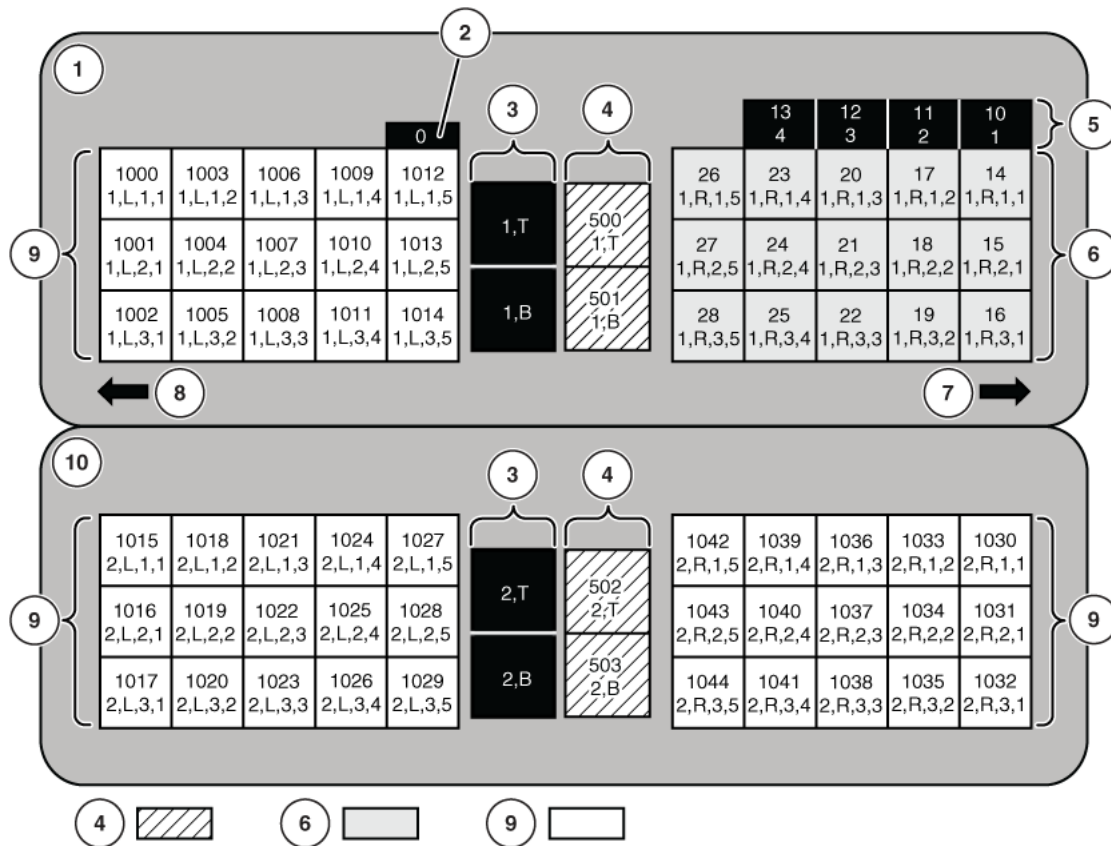 2
1
3
4
13 12 11 10
5
0
4 3 2 1
1000 1003 1006 1009 1012
26 23 20 17 14
1,L,1,1 1,L,1,2 1,L,1,3 1,L,1,4 1,L,1,5
1,R,1,5 1,R,1,4 1,R,1,3 1,R,1,2 1,R,1,1
1,T
500
1,T
9
1001 1004 1007 1010 1013
27 24 21 18 15
6
1,L,2,1 1,L,2,2 1,L,2,3 1,L,2,4 1,L,2,5
1,R,2,5 1,R,2,4 1,R,2,3 1,R,2,2 1,R,2,1
1,B
501
1,B
1002 1005 1008 1011 1014
28 25 22 19 16
1,L,3,1 1,L,3,2 1,L,3,3 1,L,3,4 1,L,3,5
1,R,3,5 1,R,3,4 1,R,3,3 1,R,3,2 1,R,3,1
8
7
10
3
4
1015 1018 1021 1024 1027
1042 1039 1036 1033 1030
2,L,1,1 2,L,1,2 2,L,1,3 2,L,1,4 2,L,1,5
2,R,1,5 2,R,1,4 2,R,1,3 2,R,1,2 2,R,1,1
2,T
502
2,T
9
1016 1019 1022 1025 1028
1043 1040 1037 1034 1031
9
2,L,2,1 2,L,2,2 2,L,2,3 2,L,2,4 2,L,2,5
2,R,2,5 2,R,2,4 2,R,2,3 2,R,2,2 2,R,2,1
2,B
503
2,B
1017 1020 1023 1026 1029
1044 1041 1038 1035 1032
2,L,3,1 2,L,3,2 2,L,3,3 2,L,3,4 2,L,3,5
2,R,3,5 2,R,3,4 2,R,3,3 2,R,3,2 2,R,3,1
4
6
9